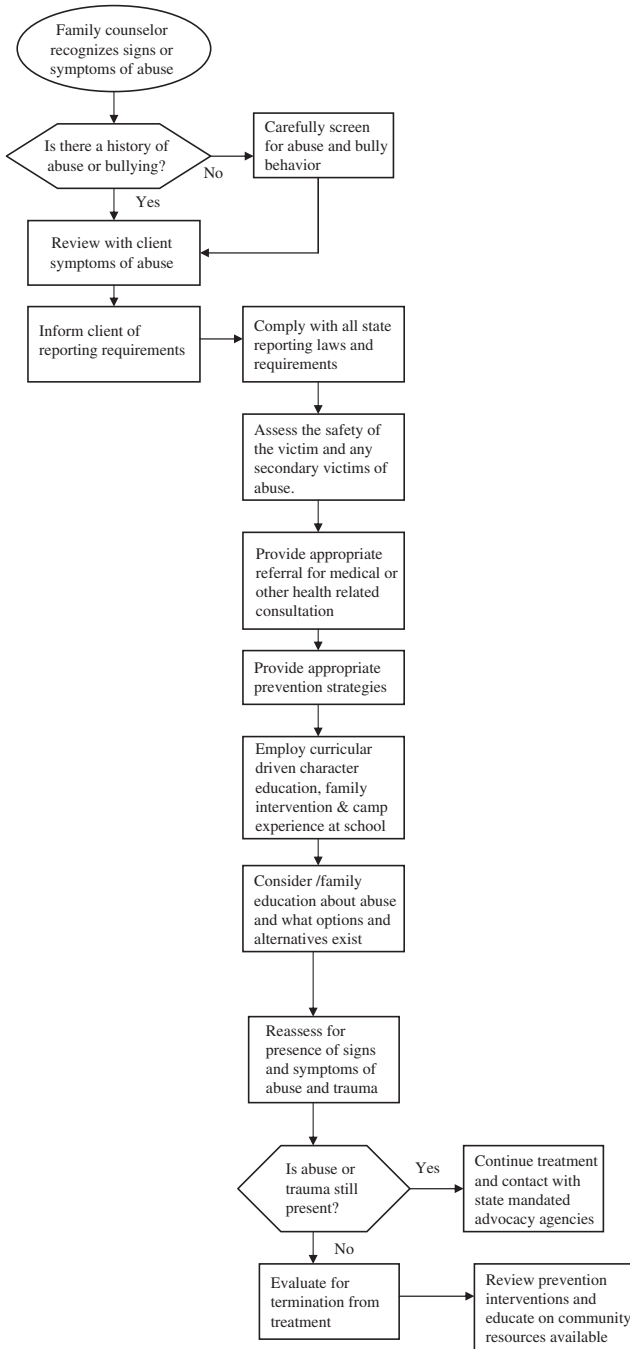 Family counselor
recognizes signs or
symptoms of abuse
Is there a history of
abuse or bullying?
No
Carefully screen
for abuse and bully
behavior
Yes
Review with client
symptoms of abuse
Inform client of
reporting requirements
Comply with all state
reporting laws and
requirements
Assess the safety of
the victim and any
secondary victims of
abuse.
Provide appropriate
referral for medical or
other health related
consultation
Provide appropriate
prevention strategies
Employ curricular
driven character
education, family
intervention & camp
experience at school
Consider /family
education about abuse
and what options and
alternatives exist
Reassess for
presence of signs
and symptoms of
abuse and trauma
Is abuse or
trauma still
present?
Yes
Continue treatment
and contact with
state mandated
advocacy agencies
No
Evaluate for
termination from
treatment
Review prevention
interventions and
educate on community
resources available